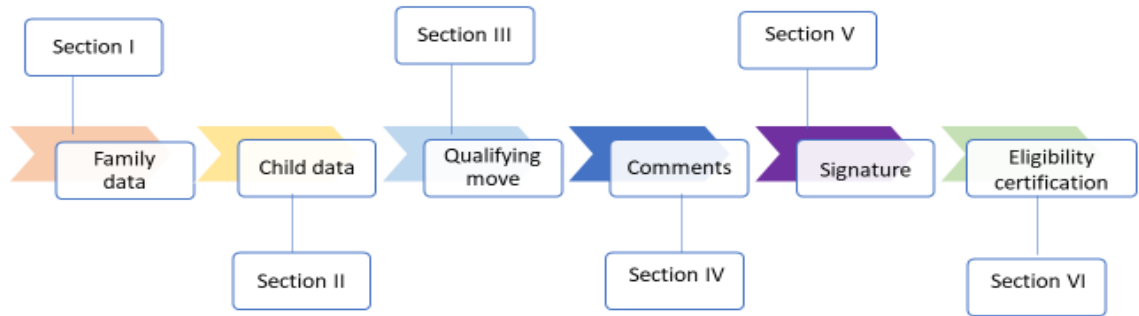 Section I
Section III
Section V
Family
data
Child data
Qualifying
move
Comments
Signature
Eligibility
certification
Section II
Section IV
Section VI